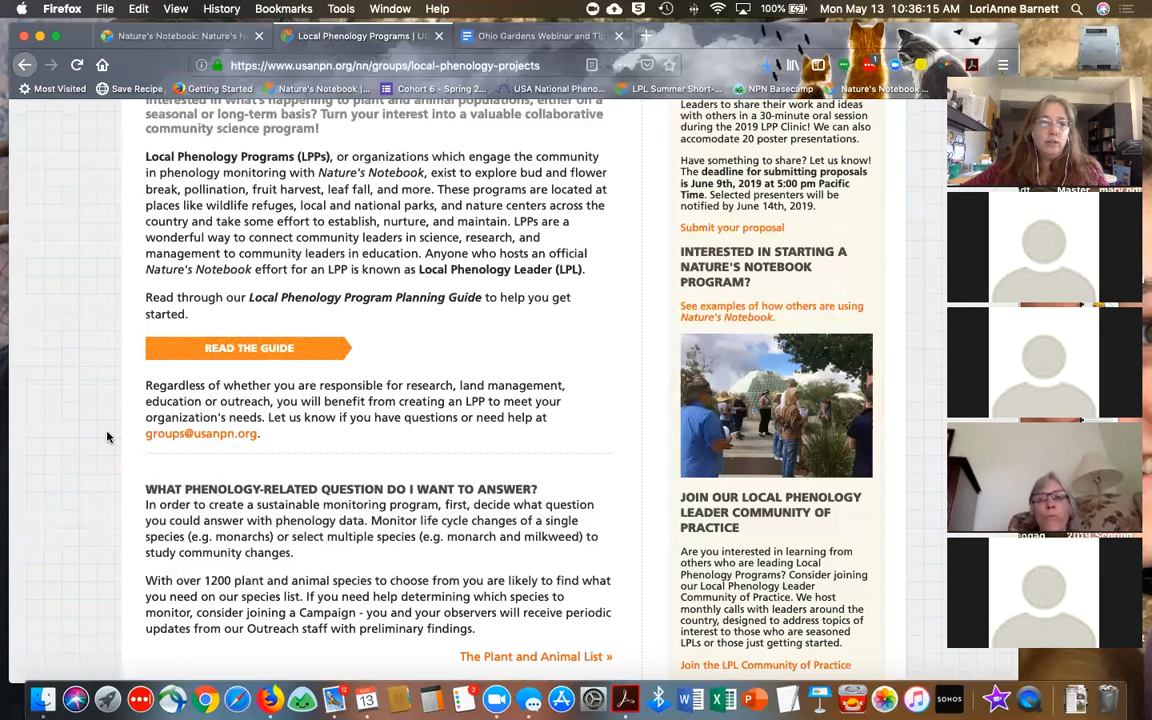 Firefox File Edit View History Bookmarks Tools Window Help 100% Mon May 13 10:36:15 AM LoriAnne Barnett
Nature's Notebook: Nature's N Local Phenology Programs | U Ohio Gardens Webinar and Tip
https://www.usanpn.org/nn/groups/local-phenology-projects
Most Visited Save Recipe Getting Started Nature's Notebook |... Cohort 6 - Spring 2... USA National Pheno... LPL Summer Short-... NPN Basecamp Nature's Notebook ...
interested in what's happening to plant and animal populations, either on a
seasonal or long-term basis? Turn your interest into a valuable collaborative
community science program!
Local Phenology Programs (LPPs), or organizations which engage the community
in phenology monitoring with Nature's Notebook, exist to explore bud and flower
break, pollination, fruit harvest, leaf fall, and more. These programs are located at
places like wildlife refuges, local and national parks, and nature centers across the
country and take some effort to establish, nurture, and maintain. LPPs are a
wonderful way to connect community leaders in science, research, and
management to community leaders in education. Anyone who hosts an official
Nature's Notebook effort for an LPP is known as Local Phenology Leader (LPL).
Read through our Local Phenology Program Planning Guide to help you get
started.
READ THE GUIDE
Regardless of whether you are responsible for research, land management,
education or outreach, you will benefit from creating an LPP to meet your
organization's needs. Let us know if you have questions or need help at
groups@usanpn.org.
WHAT PHENOLOGY-RELATED QUESTION DO I WANT TO ANSWER?
In order to create a sustainable monitoring program, first, decide what question
you could answer with phenology data. Monitor life cycle changes of a single
species (e.g. monarchs) or select multiple species (e.g. monarch and milkweed) to
study community changes.
With over 1200 plant and animal species to choose from you are likely to find what
you need on our species list. If you need help determining which species to
monitor, consider joining a Campaign - you and your observers will receive periodic
updates from our Outreach staff with preliminary findings.
The Plant and Animal List »
Leaders to share their work and ideas
with others in a 30-minute oral session
during the 2019 LPP Clinic! We can also
accomodate 20 poster presentations.
Have something to share? Let us know!
The deadline for submitting proposals
is June 9th, 2019 at 5:00 pm Pacific
Time. Selected presenters will be
notified by June 14th, 2019.
Submit your proposal
INTERESTED IN STARTING A
NATURE'S NOTEBOOK
PROGRAM?
See examples of how others are using
Nature's Notebook.
JOIN OUR LOCAL PHENOLOGY
LEADER COMMUNITY OF
PRACTICE
Are you interested in learning from
others who are leading Local
Phenology Programs? Consider joining
our Local Phenology Leader
Community of Practice. We host
monthly calls with leaders around the
country, designed to address topics of
interest to those who are seasoned
LPLs or those just getting started.
Join the LPL Community of Practice
Master
2019 Scoring
SONOS